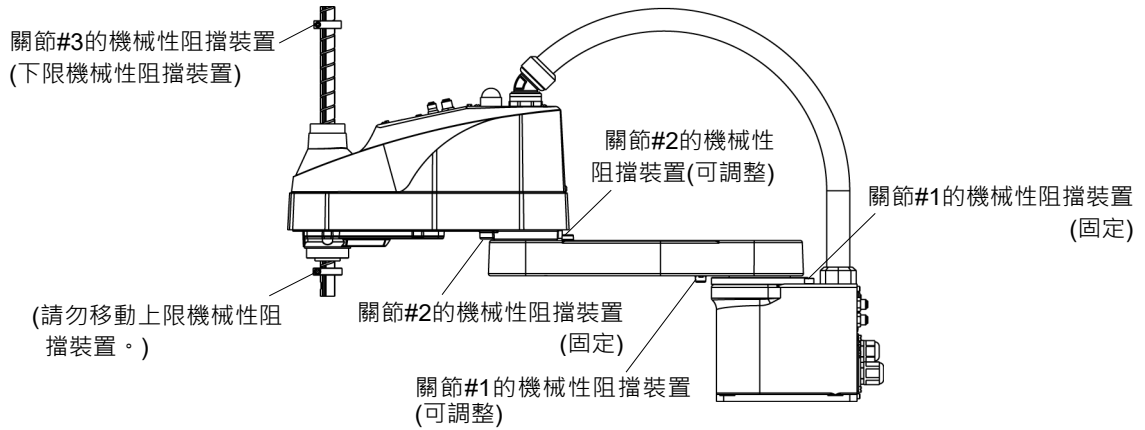 關節#3的機械性阻擋裝置
(下限機械性阻擋裝置)
關節#2的機械性
阻擋裝置(可調整)
關節#1的機械性阻擋裝置
(固定)
(請勿移動上限機械性阻
擋裝置。)
關節#2的機械性阻擋裝置
(固定)
關節#1的機械性阻擋裝置
(可調整)